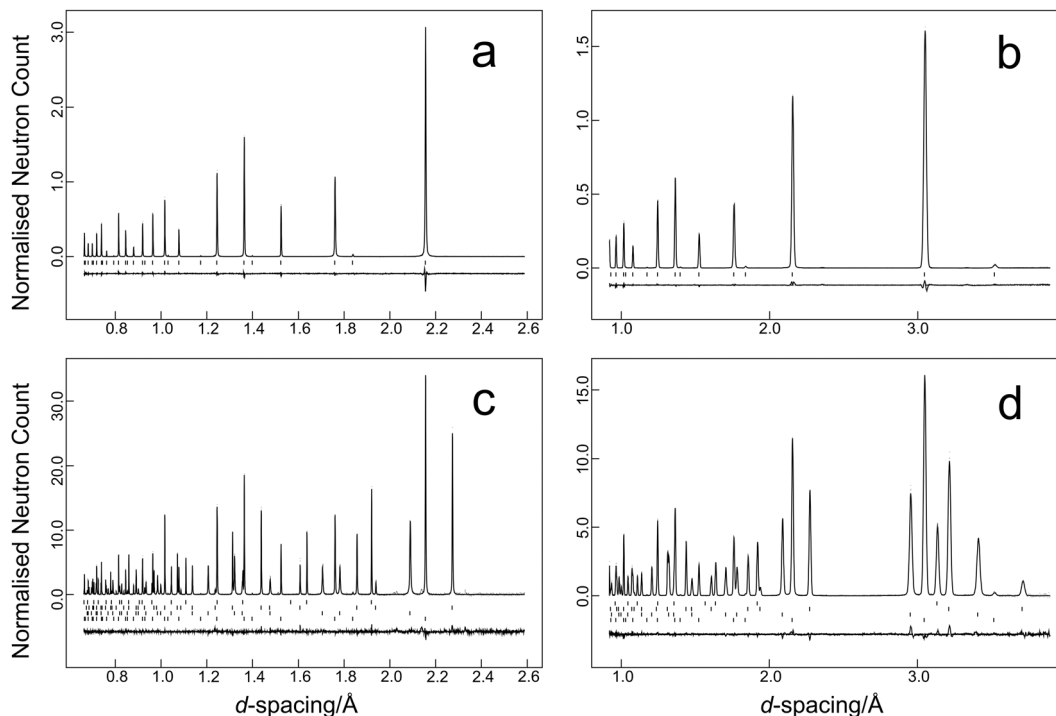 a
b
Normalised Neutron Count
0.0 1.0 2.0 3.0
0.0 0.5 1.0 1.5
0.8 1.0 1.2 1.4 1.6 1.8 2.0 2.2 2.4 2.6
1.0 2.0 3.0
c
d
Normalised Neutron Count
0.0 10.0 20.0 30.0
0.0 5.0 10.0 15.0
0.8 1.0 1.2 1.4 1.6 1.8 2.0 2.2 2.4 2.6
1.0 2.0 3.0
d-spacing/Å
d-spacing/Å